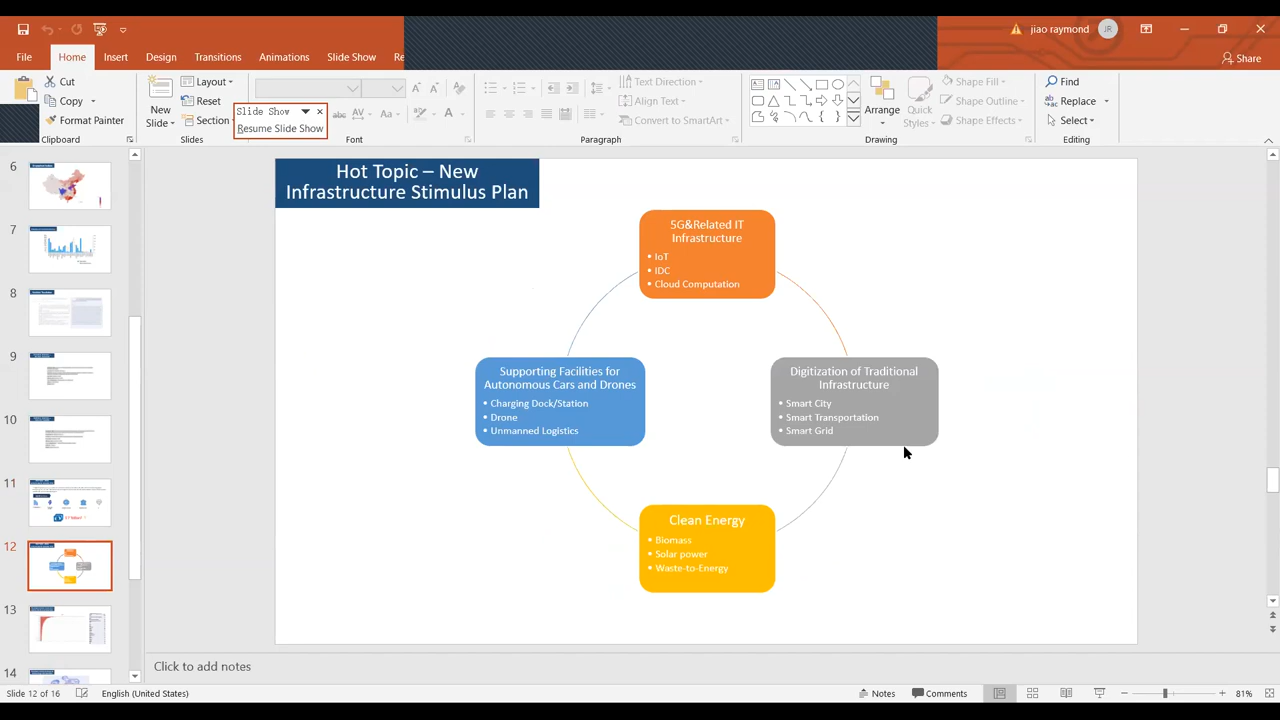 jiao raymond
JR
File
Home
Insert
Design
Transitions
Animations
Slide Show
Re
Share
Cut
Copy
Format Painter
Clipboard
New
Slide
Layout
Reset
Section
Slides
Slide Show
Resume Slide Show
Font
Text Direction
Align Text
Convert to SmartArt
Paragraph
Arrange
Quick
Styles
Shape Fill
Shape Outline
Shape Effects
Drawing
Find
Replace
Select
Editing
6
7
8
9
10
11
12
13
14
Hot Topic – New
Infrastructure Stimulus Plan
5G&Related IT
Infrastructure
• IoT
• IDC
• Cloud Computation
Supporting Facilities for
Autonomous Cars and Drones
• Charging Dock/Station
• Drone
• Unmanned Logistics
Digitization of Traditional
Infrastructure
• Smart City
• Smart Transportation
• Smart Grid
Clean Energy
• Biomass
• Solar power
• Waste-to-Energy
Click to add notes
Slide 12 of 16
English (United States)
Notes
Comments
81%